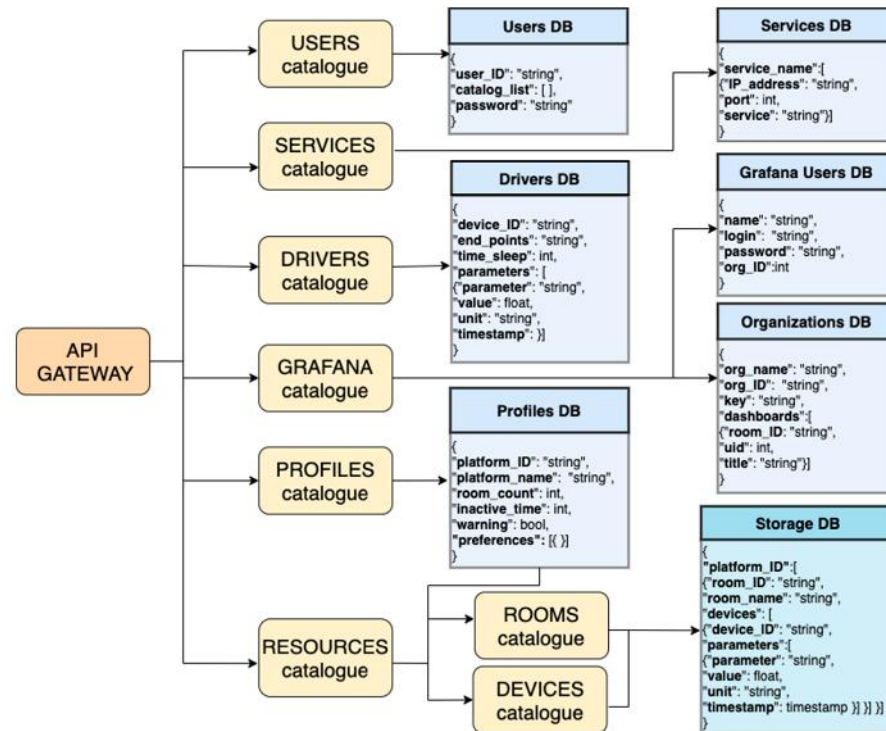 API
GATEWAY
USERS
catalogue
SERVICES
catalogue
DRIVERS
catalogue
GRAFANA
catalogue
PROFILES
catalogue
RESOURCES
catalogue
ROOMS
catalogue
DEVICES
catalogue
Users DB
{
"user_ID": "string",
"catalog_list": [ ],
"password": "string"
}
Drivers DB
{
"device_ID": "string",
"end_points": "string",
"time_sleep": int,
"parameters": [
{"parameter": "string",
"value": float,
"unit": "string",
"timestamp": }]
}
Profiles DB
{
"platform_ID": "string",
"platform_name":  "string",
"room_count": int,
"inactive_time": int,
"warning": bool,
"preferences": [{ }]
}
Services DB
{
"service_name":[
{"IP_address": "string",
"port": int,
"service": "string"}]
}
Grafana Users DB
{
"name": "string",
"login":  "string",
"password": "string",
"org_ID":int
}
Organizations DB
{
"org_name": "string",
"org_ID":  "string",
"key": "string",
"dashboards":[
{"room_ID: "string",
"uid": int,
"title": "string"}]
}
Storage DB
{
"platform_ID":[
{"room_ID": "string",
"room_name": "string",
"devices": [
{"device_ID": "string",
"parameters":[
{"parameter": "string",
"value": float,
"unit": "string",
"timestamp": timestamp }] }] }]
}